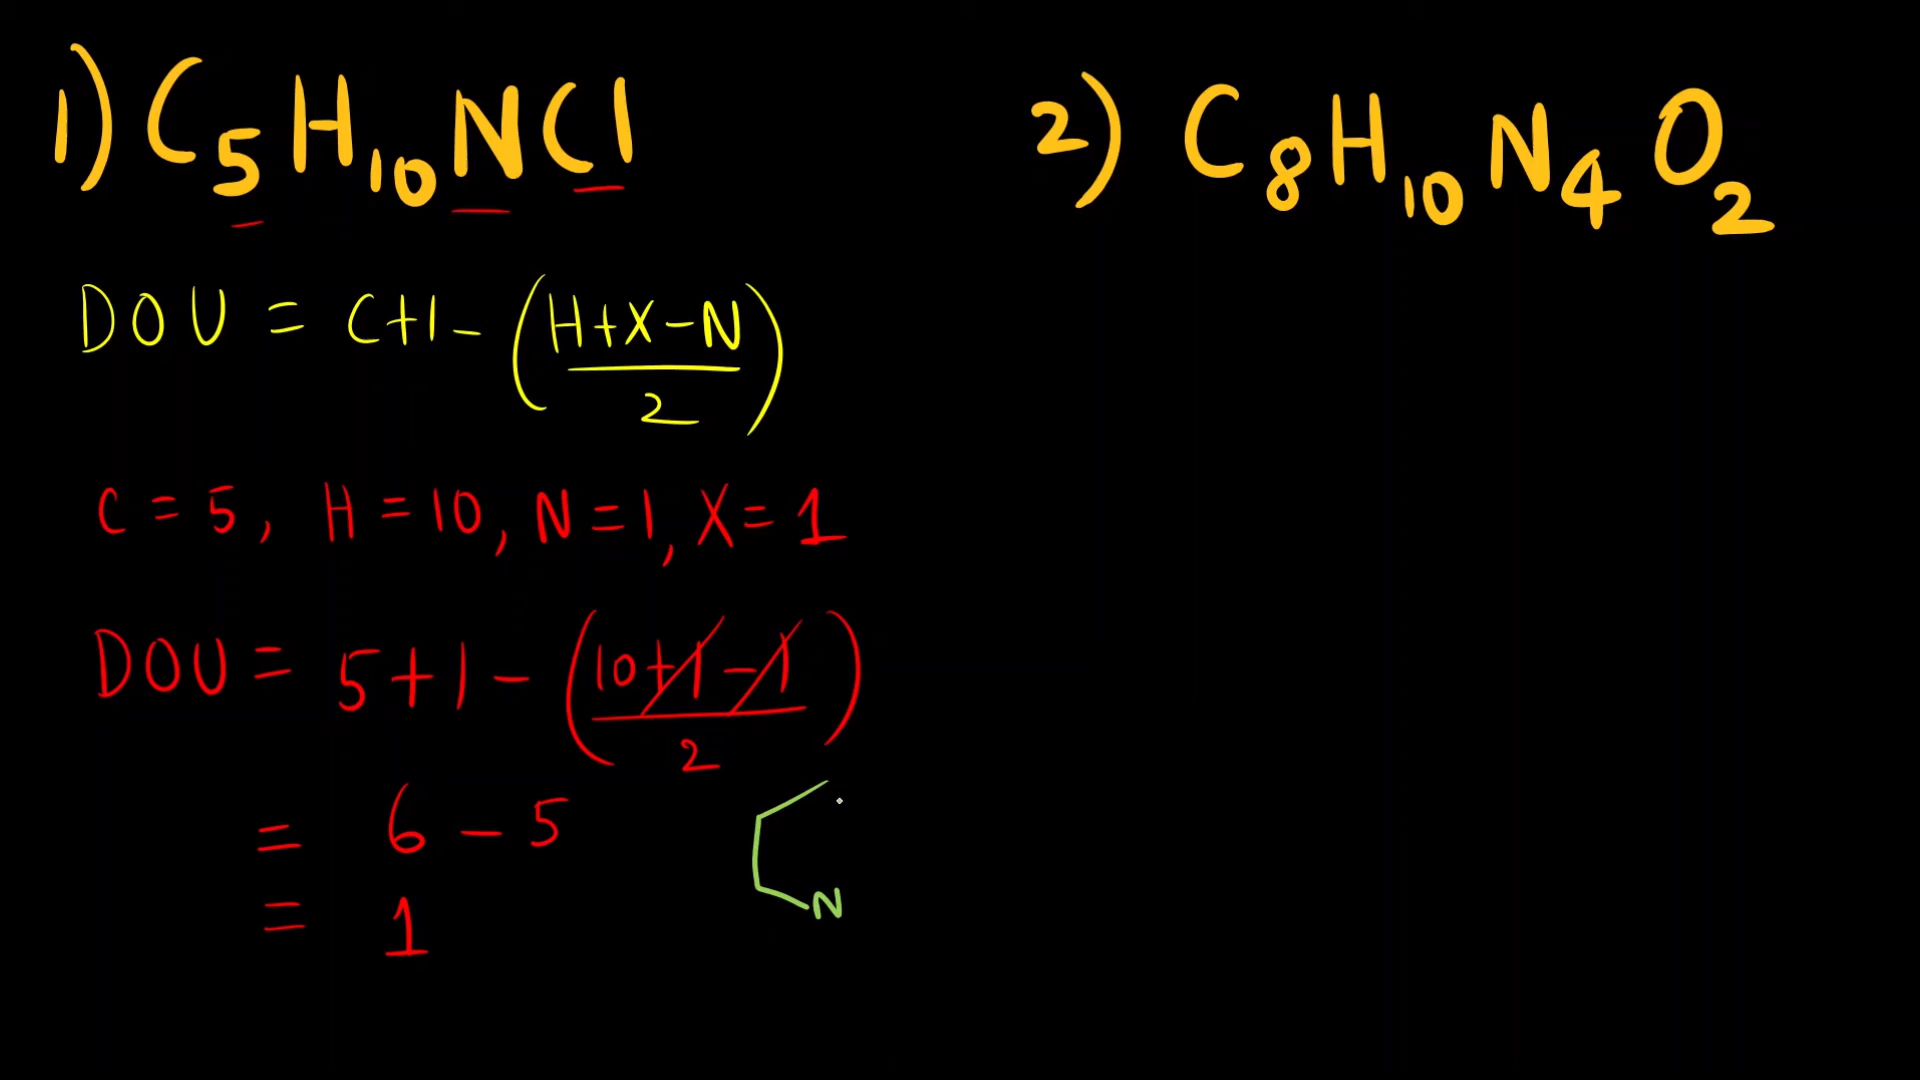 1) C5H10NCl
DOU = C+1-(H+X-N/2)
C = 5, H = 10, N = 1, X = 1
DOU = 5+1-(10+1-1/2)
= 6 - 5
= 1
N
2) C8H10N4O2